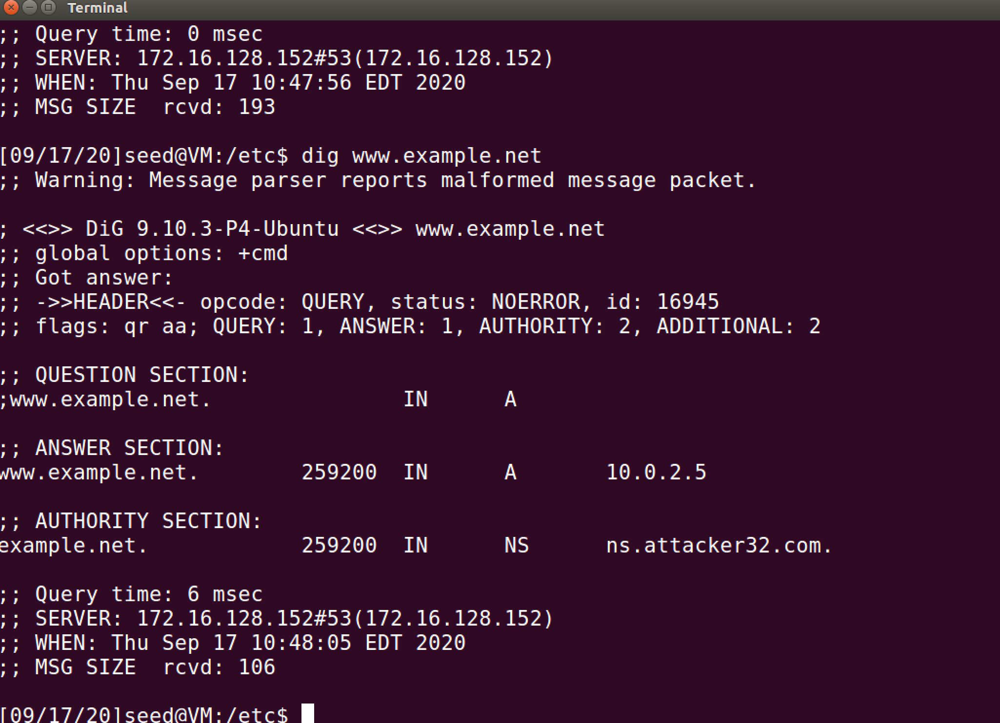 Terminal
;; Query time: 0 msec
;; SERVER: 172.16.128.152#53(172.16.128.152)
;; WHEN: Thu Sep 17 10:47:56 EDT 2020
;; MSG SIZE  rcvd: 193
[09/17/20]seed@VM:/etc$ dig www.example.net
;; Warning: Message parser reports malformed message packet.
; <<>> DiG 9.10.3-P4-Ubuntu <<>> www.example.net
;; global options: +cmd
;; Got answer:
;; ->>HEADER<<- opcode: QUERY, status: NOERROR, id: 16945
;; flags: qr aa; QUERY: 1, ANSWER: 1, AUTHORITY: 2, ADDITIONAL: 2
;; QUESTION SECTION:
;www.example.net.		IN	A
;; ANSWER SECTION:
www.example.net.	259200	IN	A	10.0.2.5
;; AUTHORITY SECTION:
example.net.		259200	IN	NS	ns.attacker32.com.
;; Query time: 6 msec
;; SERVER: 172.16.128.152#53(172.16.128.152)
;; WHEN: Thu Sep 17 10:48:05 EDT 2020
;; MSG SIZE  rcvd: 106
[09/17/20]seed@VM:/etc$